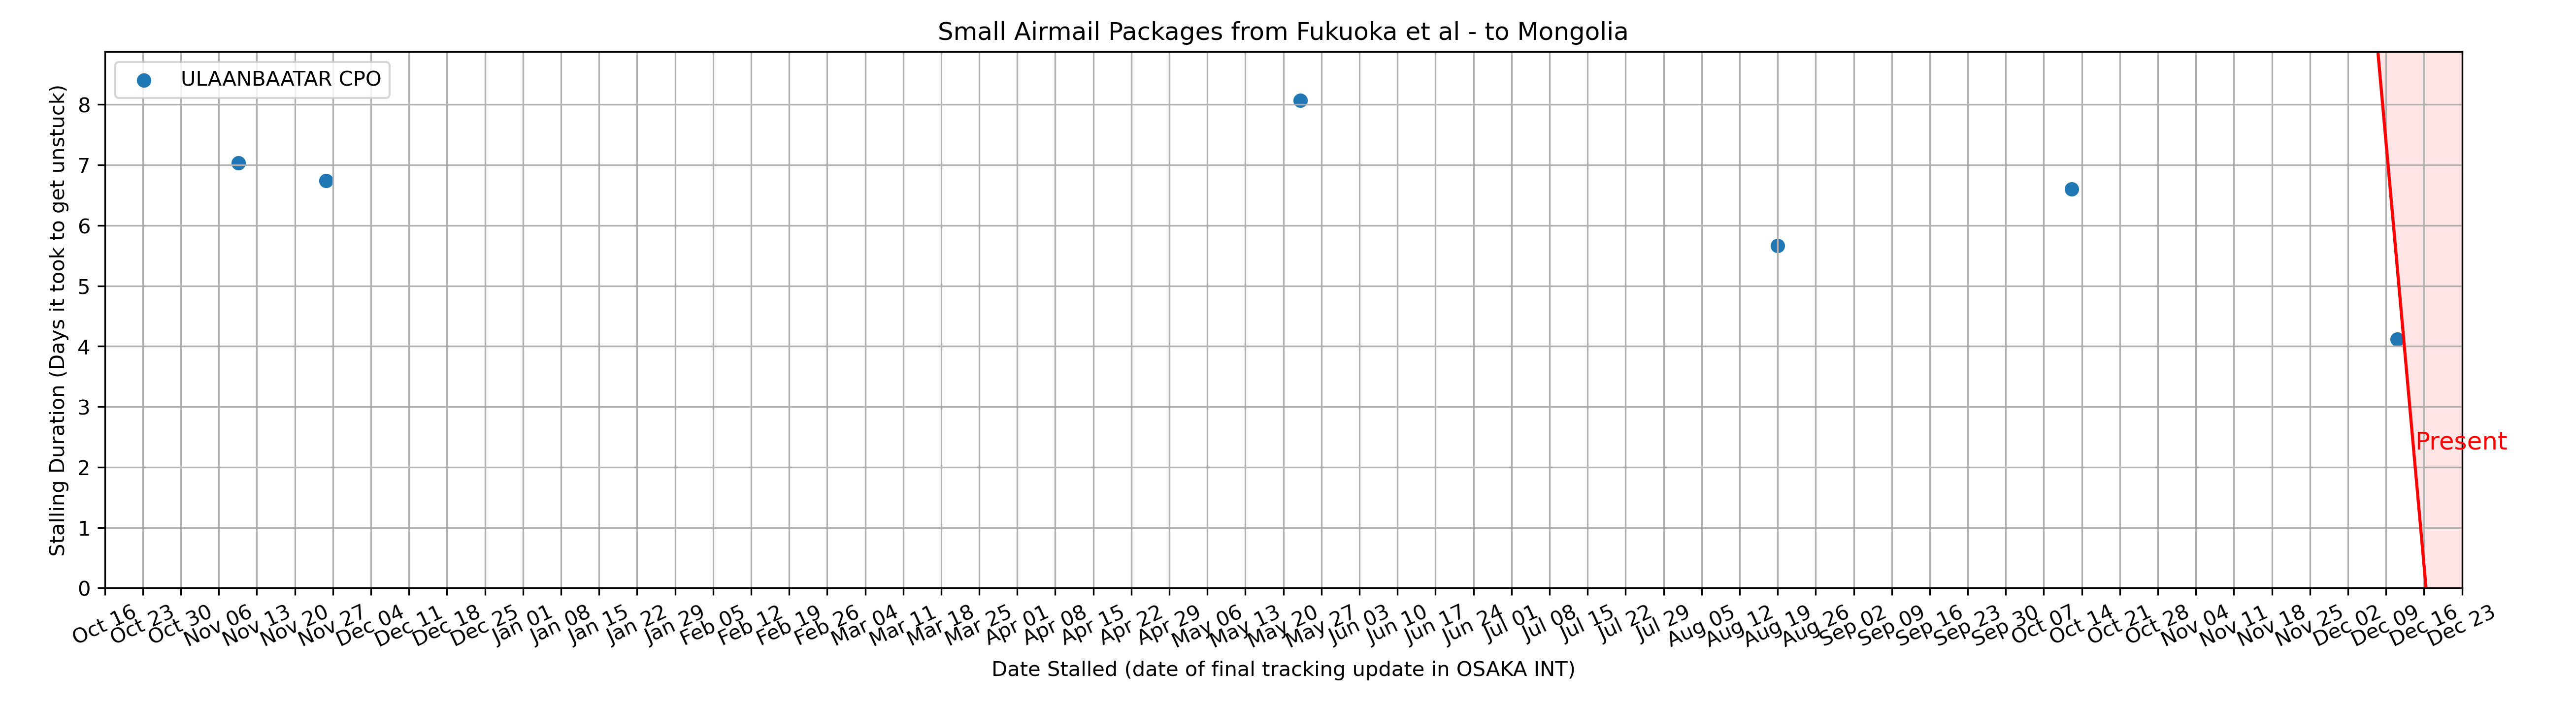 Small Airmail Packages from Fukuoka et al - to Mongolia
ULAANBAATAR CPO
Stalling Duration (Days it took to get unstuck)
8
7
6
5
4
3
2
1
0
Present
Oct 16
Oct 23
Oct 30
Nov 06
Nov 13
Nov 20
Nov 27
Dec 04
Dec 11
Dec 18
Dec 25
Jan 01
Jan 08
Jan 15
Jan 22
Jan 29
Feb 05
Feb 12
Feb 19
Feb 26
Mar 04
Mar 11
Mar 18
Mar 25
Apr 01
Apr 08
Apr 15
Apr 22
Apr 29
May 06
May 13
May 20
May 27
Jun 03
Jun 10
Jun 17
Jun 24
Jul 01
Jul 08
Jul 15
Jul 22
Jul 29
Aug 05
Aug 12
Aug 19
Aug 26
Sep 02
Sep 09
Sep 16
Sep 23
Sep 30
Oct 07
Oct 14
Oct 21
Oct 28
Nov 04
Nov 11
Nov 18
Nov 25
Dec 02
Dec 09
Dec 16
Dec 23
Date Stalled (date of final tracking update in OSAKA INT)